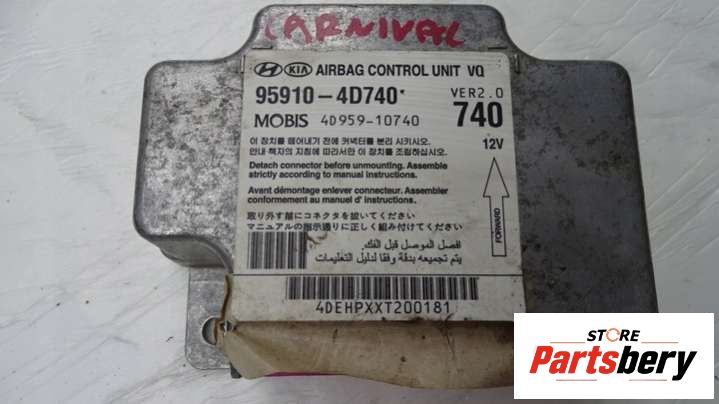 CARNIVAL
HYUNDAI KIA AIRBAG CONTROL UNIT VQ
95910-4D740*
VER2.0
MOBIS 4D959-10740
740
12V
이 장치를 떼어내기 전에 커넥터를 분리 시키시오.
안내 책자의 지침에 따라서만 이 장치를 조립하십시오.
Detach connector before unmounting. Assemble
strictly according to manual instructions.
Avant démontage enlever connecteur. Assembler
conformement au manuel d' instructions.
取り外す前にコネクタを抜いてください
マニュアルの指示通りに正しく組み付けてください
افصل الموصل قبل الفك.
يتم تجميعه بدقة وفقا لدليل التعليمات
FORWARD
4DEHPXXT200181
STORE
Partsbery